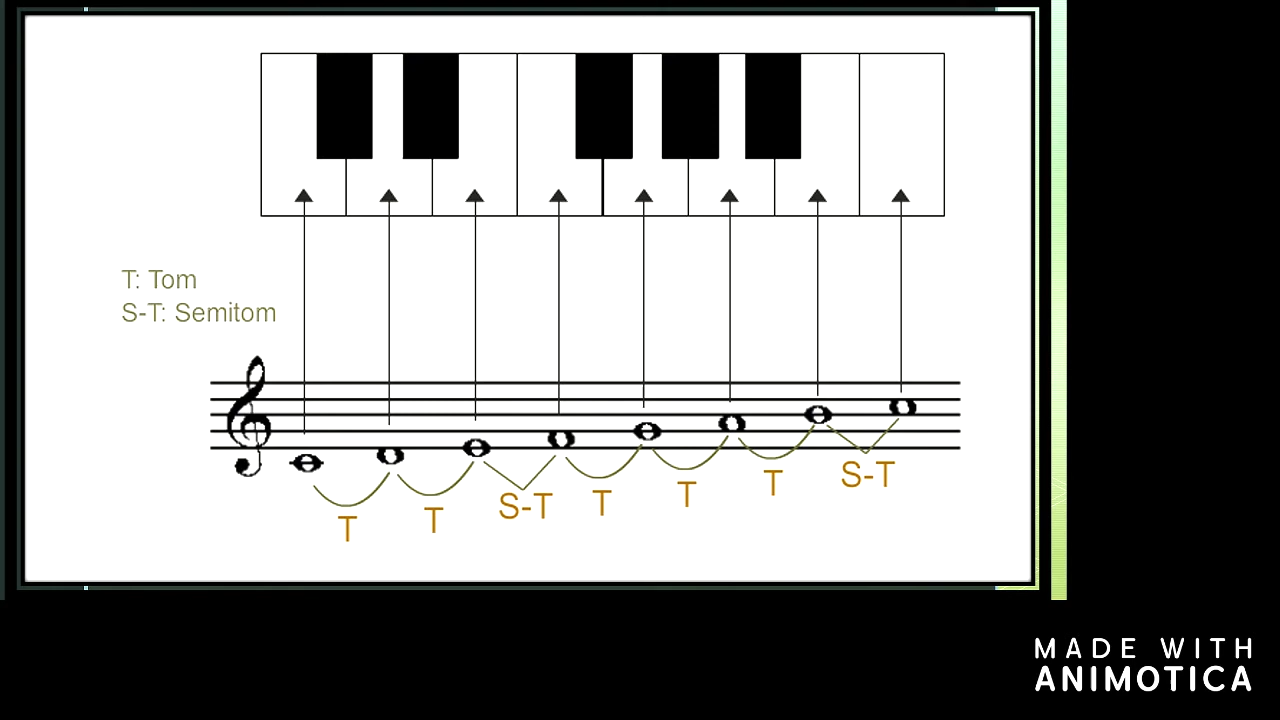 T: Tom
S-T: Semitom
T
T
S-T
T
T
T
S-T
MADE WITH
ANIMOTICA